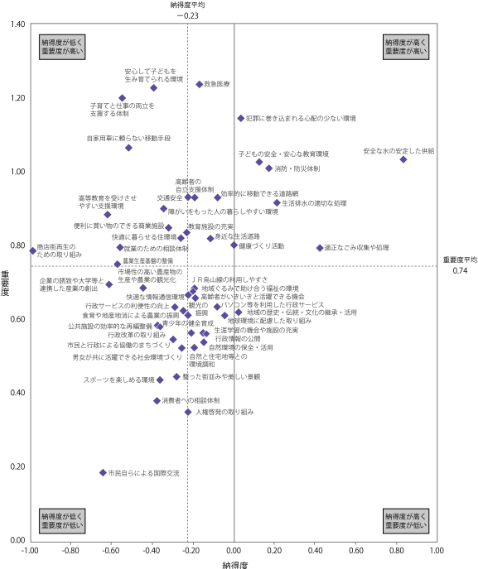 納得度平均
－0.23
1.40
1.20
1.00
0.80
0.60
0.40
0.20
0.00
重要度
納得度が低く
重要度が高い
納得度が高く
重要度が高い
安心して子どもを
生み育てられる環境
救急医療
子育てと仕事の両立を
支援する体制
犯罪に巻き込まれる心配の少ない環境
自家用車に頼らない移動手段
子どもの安全・安心な教育環境
安全な水の安定した供給
消防・防災体制
高齢者の
自立支援体制
高等教育を受けさせ
やすい支援環境
交通安全
効率的に移動できる道路網
生活排水の適切な処理
障がいをもった人の暮らしやすい環境
便利に買い物のできる商業施設
教育施設の充実
快適に暮らせる住環境
身近な生活道路
商店街再生の
ための取り組み
就業のための相談体制
健康づくり活動
適正なごみ収集や処理
農業生産基盤の整備
重要度平均
0.74
市場性の高い農産物の
生産や農業の観光化
企業の誘致や大学等と
連携した産業の創出
ＪＲ烏山線の利用しやすさ
地域ぐるみで助け合う福祉の環境
快適な情報通信環境
高齢者がいきいきと活躍できる機会
行政サービスの利便性の向上
観光の
振興
パソコン等を利用した行政サービス
食育や地産地消による農業の振興
地域の歴史・伝統・文化の継承・活用
地球環境に配慮した取り組み
公共施設の効率的な再編整備
青少年の健全育成
生涯学習の機会や施設の充実
行政改革の取り組み
行政情報の公開
市民と行政による協働のまちづくり
自然環境の保全・活用
男女が共に活躍できる社会環境づくり
自然と住宅地等との
環境調和
スポーツを楽しめる環境
整った街並みや美しい景観
消費者への相談体制
人権啓発の取り組み
市民自らによる国際交流
納得度が低く
重要度が低い
納得度が高く
重要度が低い
-1.00
-0.80
-0.60
-0.40
-0.20
0.00
0.20
0.40
0.60
0.80
1.00
納得度